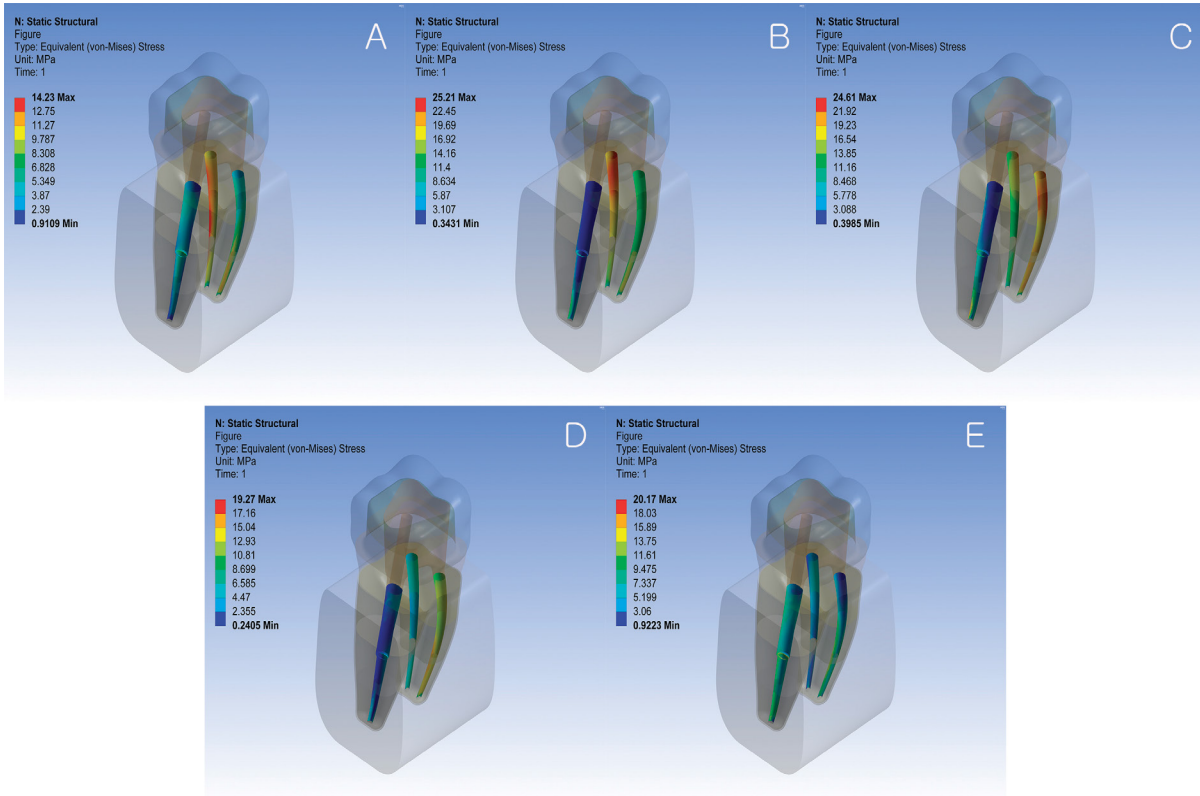 N: Static Structural
Figure
Type: Equivalent (von-Mises) Stress
Unit: MPa
Time: 1
A
14.23 Max
12.75
11.27
9.787
8.308
6.828
5.349
3.87
2.39
0.9109 Min
N: Static Structural
Figure
Type: Equivalent (von-Mises) Stress
Unit: MPa
Time: 1
B
25.21 Max
22.45
19.69
16.92
14.16
11.4
8.634
5.87
3.107
0.3431 Min
N: Static Structural
Figure
Type: Equivalent (von-Mises) Stress
Unit: MPa
Time: 1
C
24.61 Max
21.92
19.23
16.54
13.85
11.16
8.468
5.778
3.088
0.3985 Min
N: Static Structural
Figure
Type: Equivalent (von-Mises) Stress
Unit: MPa
Time: 1
D
19.27 Max
17.16
15.04
12.93
10.81
8.699
6.585
4.47
2.355
0.2405 Min
N: Static Structural
Figure
Type: Equivalent (von-Mises) Stress
Unit: MPa
Time: 1
E
20.17 Max
18.03
15.89
13.75
11.61
9.475
7.337
5.199
3.06
0.9223 Min